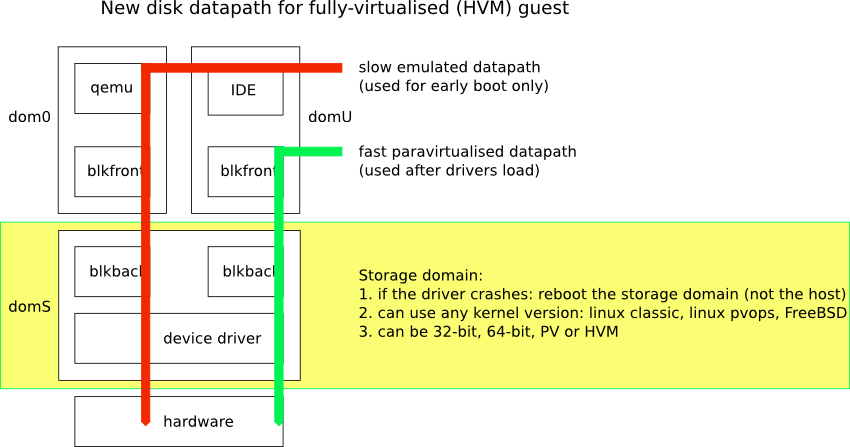 New disk datapath for fully-virtualised (HVM) guest
slow emulated datapath
(used for early boot only)
qemu
IDE
dom0
domU
fast paravirtualised datapath
(used after drivers load)
blkfront
blkfront
blkback
blkback
Storage domain:
1. if the driver crashes: reboot the storage domain (not the host)
2. can use any kernel version: linux classic, linux pvops, FreeBSD
3. can be 32-bit, 64-bit, PV or HVM
domS
device driver
hardware